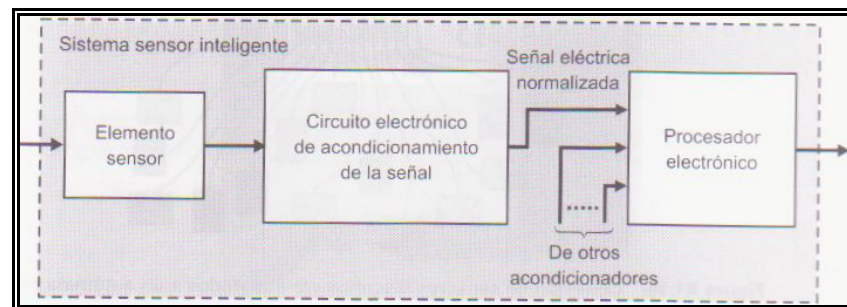 Sistema sensor inteligente
Elemento
sensor
Circuito electrónico
de acondicionamiento
de la señal
Señal eléctrica
normalizada
Procesador
electrónico
De otros
acondicionadores